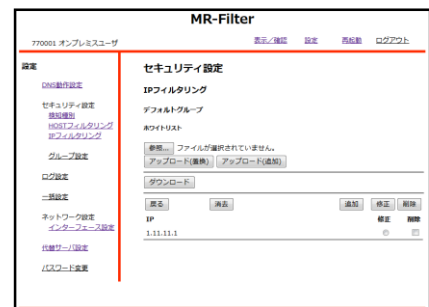 MR-Filter
770001 オンプレミスユーザ
表示/確認 設定 再起動 ログアウト
設定
DNS動作設定
セキュリティ設定
検知種別
HOSTフィルタリング
IPフィルタリング
グループ設定
ログ設定
一括設定
ネットワーク設定
インターフェース設定
代替サーバ設定
パスワード変更
セキュリティ設定
IPフィルタリング
デフォルトグループ
ホワイトリスト
参照... ファイルが選択されていません。
アップロード(置換) アップロード(追加)
ダウンロード
戻る 消去 追加 修正 削除
IP 修正 削除
1.11.11.1